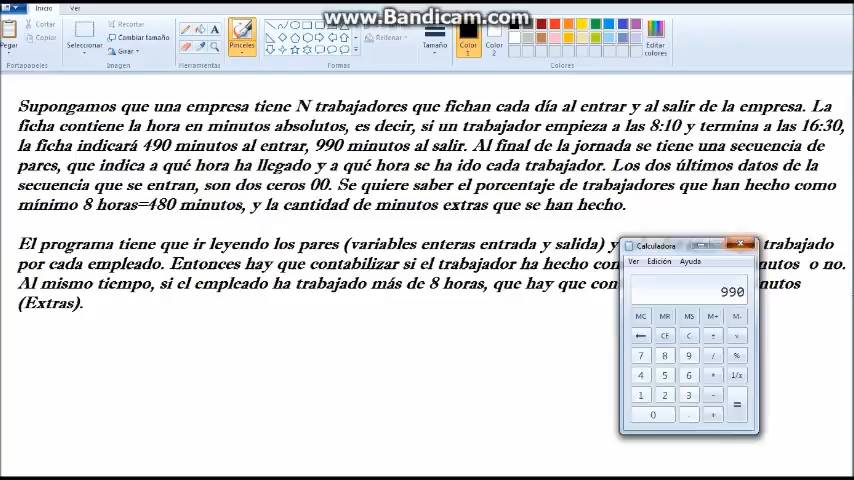 www.Bandicam.com
Inicio Ver
Pegar
Cortar
Copiar
Portapapeles
Seleccionar
Recortar
Cambiar tamaño
Girar
Imagen
A
Herramientas
Pinceles
Rellenar
Formas
Tamaño
Color 1
Color 2
Editar colores
Colores
Supongamos que una empresa tiene N trabajadores que fichan cada día al entrar y al salir de la empresa. La
ficha contiene la hora en minutos absolutos, es decir, si un trabajador empieza a las 8:10 y termina a las 16:30,
la ficha indicará 490 minutos al entrar, 990 minutos al salir. Al final de la jornada se tiene una secuencia de
pares, que indica a qué hora ha llegado y a qué hora se ha ido cada trabajador. Los dos últimos datos de la
secuencia que se entran, son dos ceros 00. Se quiere saber el porcentaje de trabajadores que han hecho como
mínimo 8 horas=480 minutos, y la cantidad de minutos extras que se han hecho.
El programa tiene que ir leyendo los pares (variables enteras entrada y salida) y trabajado
por cada empleado. Entonces hay que contabilizar si el trabajador ha hecho con nutos o no.
Al mismo tiempo, si el empleado ha trabajado más de 8 horas, que hay que con inutos
(Extras).
Calculadora
Ver Edición Ayuda
990
MC MR MS M+ M-
← CE C ± √
7 8 9 / %
4 5 6 * 1/x
1 2 3 - =
0 . +